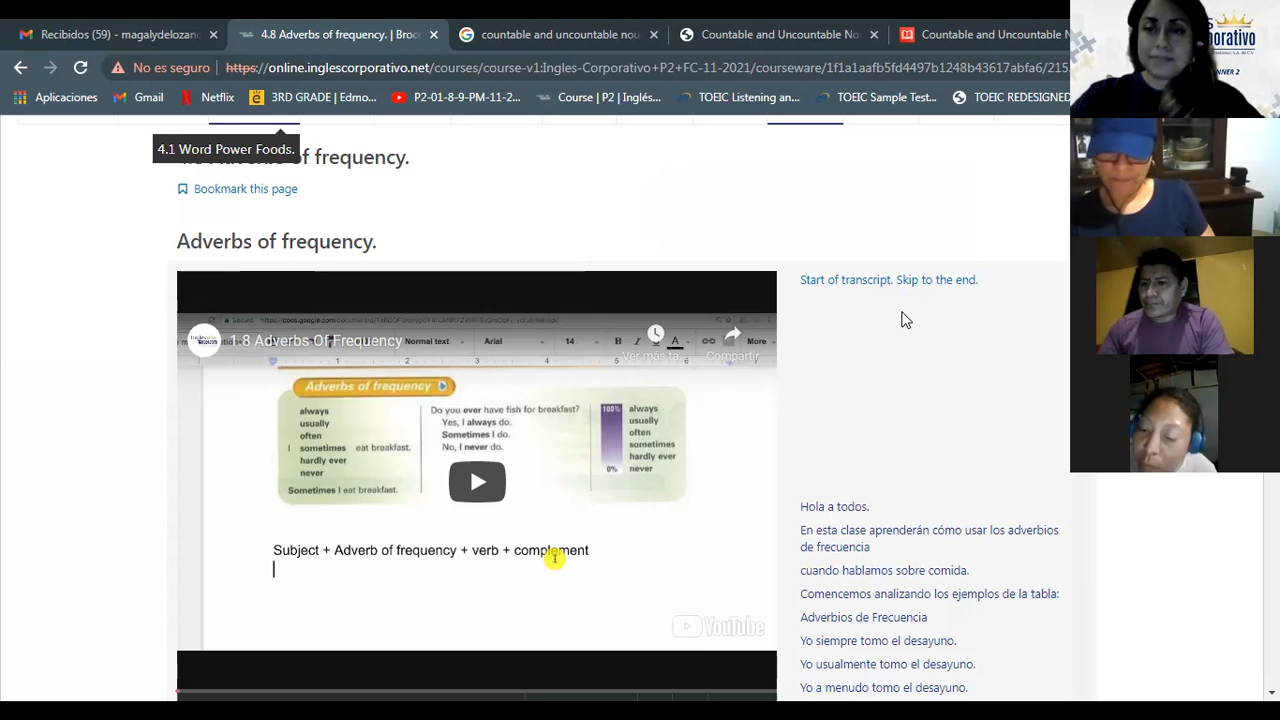 Recibidos (59) - magalydelozano
4.8 Adverbs of frequency. | Broc
countable and uncountable nou
Countable and Uncountable No
Countable and Uncountable N
No es seguro
https://online.inglescorporativo.net/courses/course-v1:Ingles-Corporativo+P2+FC-11-2021/courseware/1f1a1aafb5fd4497b1248b43617abfa6/215
Aplicaciones
Gmail
Netflix
3RD GRADE | Edmo...
P2-01-8-9-PM-11-2...
Course | P2 | Inglés...
TOEIC Listening an...
TOEIC Sample Test...
TOEIC REDESIGNED
4.1 Word Power Foods.
of frequency.
Bookmark this page
Adverbs of frequency.
1.8 Adverbs Of Frequency
Normal text
Arial
14
More
Compartir
Adverbs of frequency
always
usually
often
I sometimes eat breakfast.
hardly ever
never
Sometimes I eat breakfast.
Do you ever have fish for breakfast?
Yes, I always do.
Sometimes I do.
No, I never do.
100%
always
usually
often
sometimes
hardly ever
0%
never
Subject + Adverb of frequency + verb + complement
YouTube
Start of transcript. Skip to the end.
Hola a todos.
En esta clase aprenderán cómo usar los adverbios
de frecuencia
cuando hablamos sobre comida.
Comencemos analizando los ejemplos de la tabla:
Adverbios de Frecuencia
Yo siempre tomo el desayuno.
Yo usualmente tomo el desayuno.
Yo a menudo tomo el desayuno.